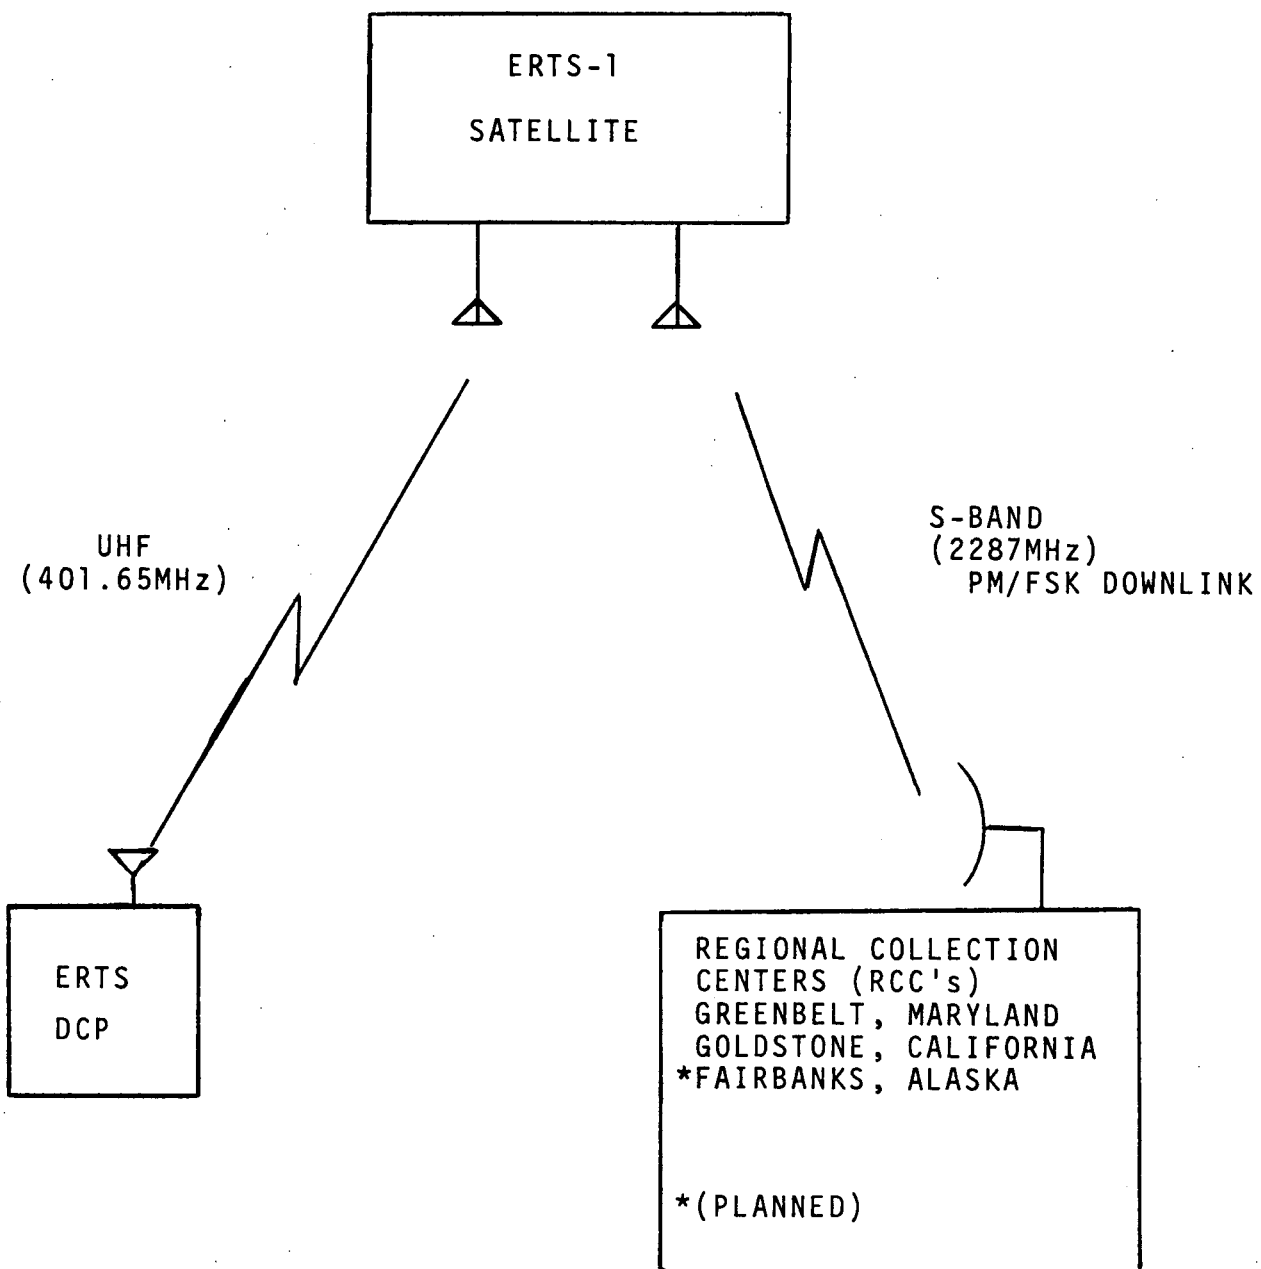 ERTS-1
SATELLITE
UHF
(401.65MHz)
S-BAND
(2287MHz)
PM/FSK DOWNLINK
ERTS
DCP
REGIONAL COLLECTION
CENTERS (RCC's)
GREENBELT, MARYLAND
GOLDSTONE, CALIFORNIA
*FAIRBANKS, ALASKA
*(PLANNED)